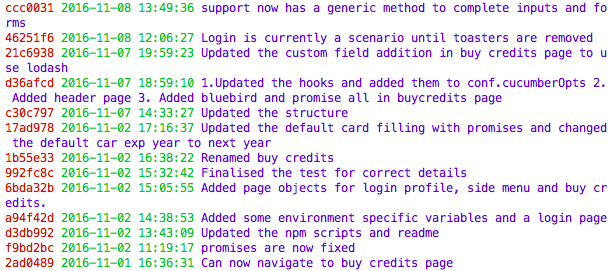 ccc0031 2016-11-08 13:49:36 support now has a generic method to complete inputs and fo
rms
46251f6 2016-11-08 12:06:27 Login is currently a scenario until toasters are removed
21c6938 2016-11-07 19:59:23 Updated the custom field addition in buy credits page to u
se lodash
d36afcd 2016-11-07 18:59:10 1.Updated the hooks and added them to conf.cucumberOpts 2.
 Added header page 3. Added bluebird and promise all in buycredits page
c30c797 2016-11-07 14:33:27 Updated the structure
17ad978 2016-11-02 17:16:37 Updated the default card filling with promises and changed
 the default car exp year to next year
1b55e33 2016-11-02 16:38:22 Renamed buy credits
992fc8c 2016-11-02 15:32:42 Finalised the test for correct details
6bda32b 2016-11-02 15:05:55 Added page objects for login profile, side menu and buy cr
edits.
a94f42d 2016-11-02 14:38:53 Added some environment specific variables and a login page
d3db992 2016-11-02 13:43:09 Updated the npm scripts and readme
f9bd2bc 2016-11-02 11:19:17 promises are now fixed
2ad0489 2016-11-01 16:36:31 Can now navigate to buy credits page